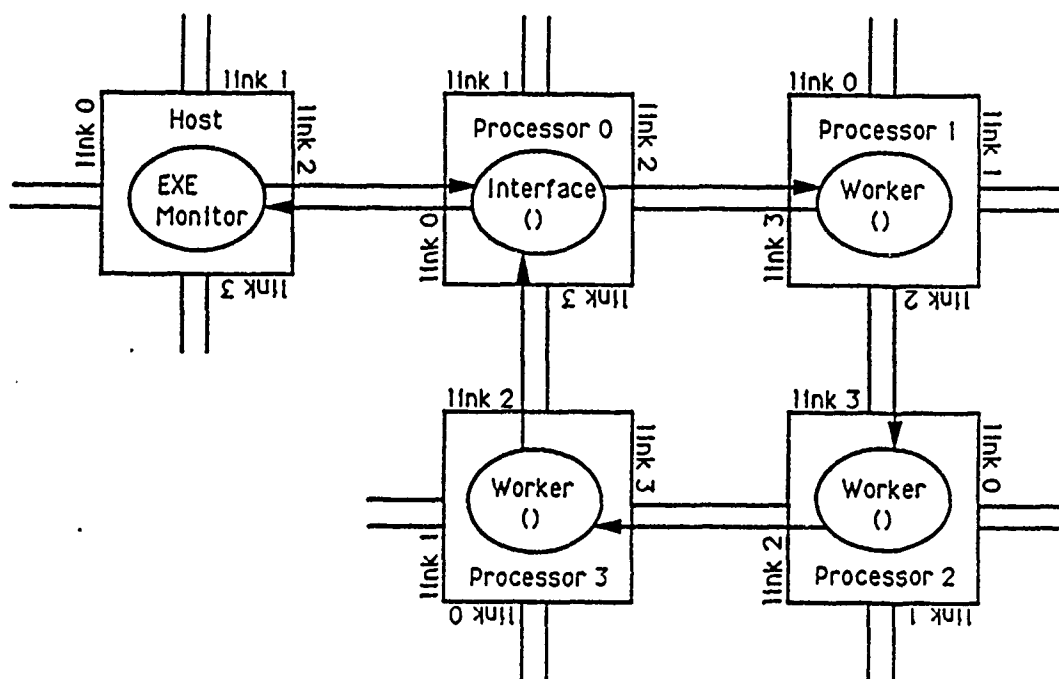 link 1
link 0
Host
link 2
EXE
Monitor
link 3
link 1
Processor 0
link 2
Interface
()
link 0
link 3
link 0
Processor 1
link 1
Worker
()
link 3
link 2
link 2
link 3
Worker
()
link 1
Processor 3
link 0
link 3
link 0
Worker
()
link 2
Processor 2
link 1